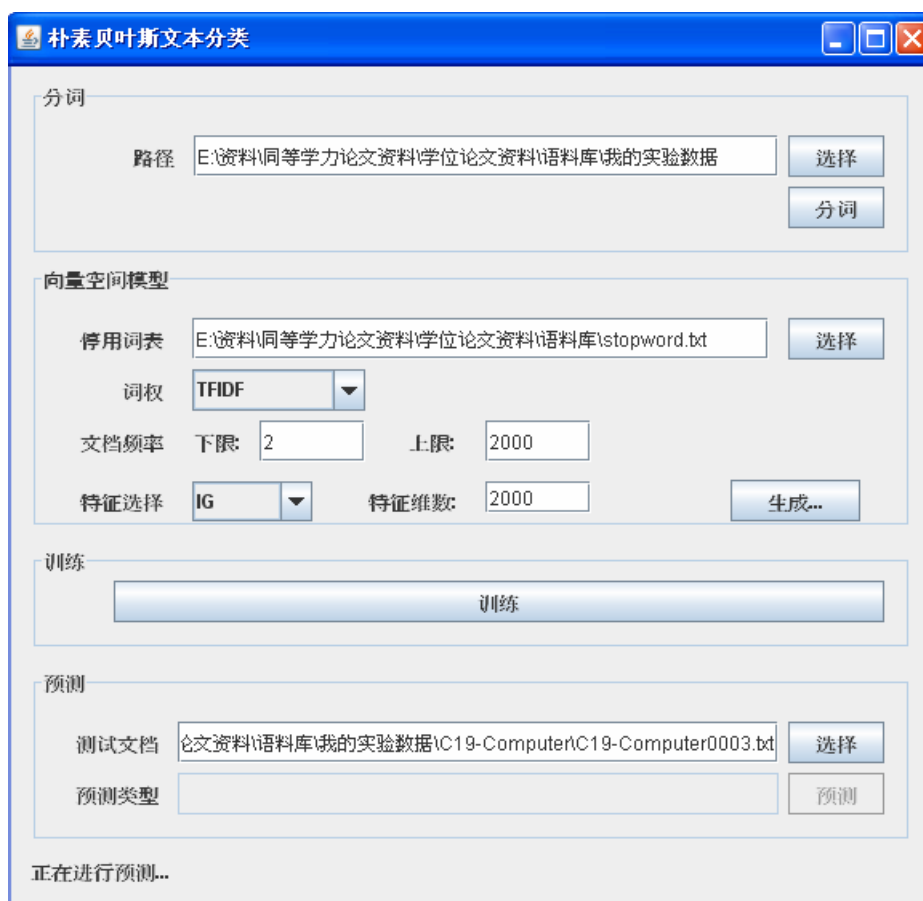 朴素贝叶斯文本分类
分词
路径 E:\资料\同等学力论文资料\学位论文资料\语料库\我的实验数据 选择
分词
向量空间模型
停用词表 E:\资料\同等学力论文资料\学位论文资料\语料库\stopword.txt 选择
词权 TFIDF
文档频率 下限: 2 上限: 2000
特征选择 IG 特征维数: 2000 生成...
训练
训练
预测
测试文档 论文资料\语料库\我的实验数据\C19-Computer\C19-Computer0003.txt 选择
预测类型 预测
正在进行预测...